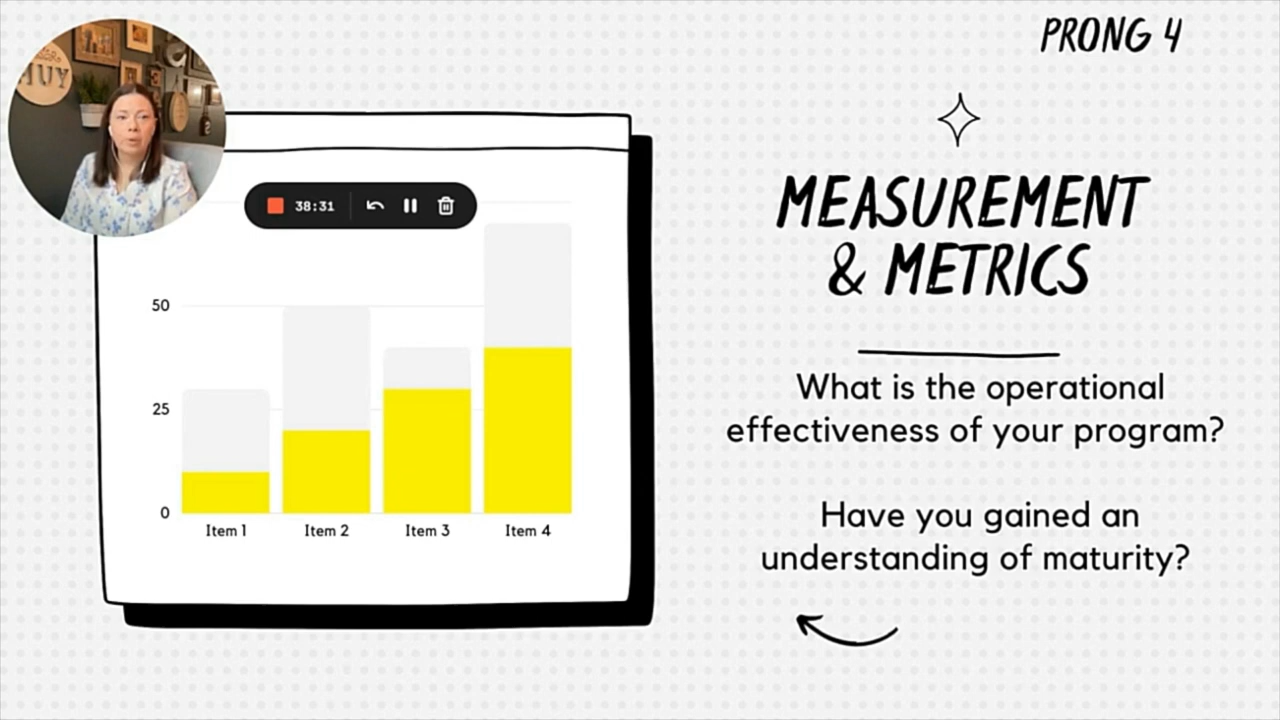 PRONG 4
HUY
38:31
MEASUREMENT
& METRICS
What is the operational
effectiveness of your program?
Have you gained an
understanding of maturity?
50
25
0
Item 1
Item 2
Item 3
Item 4